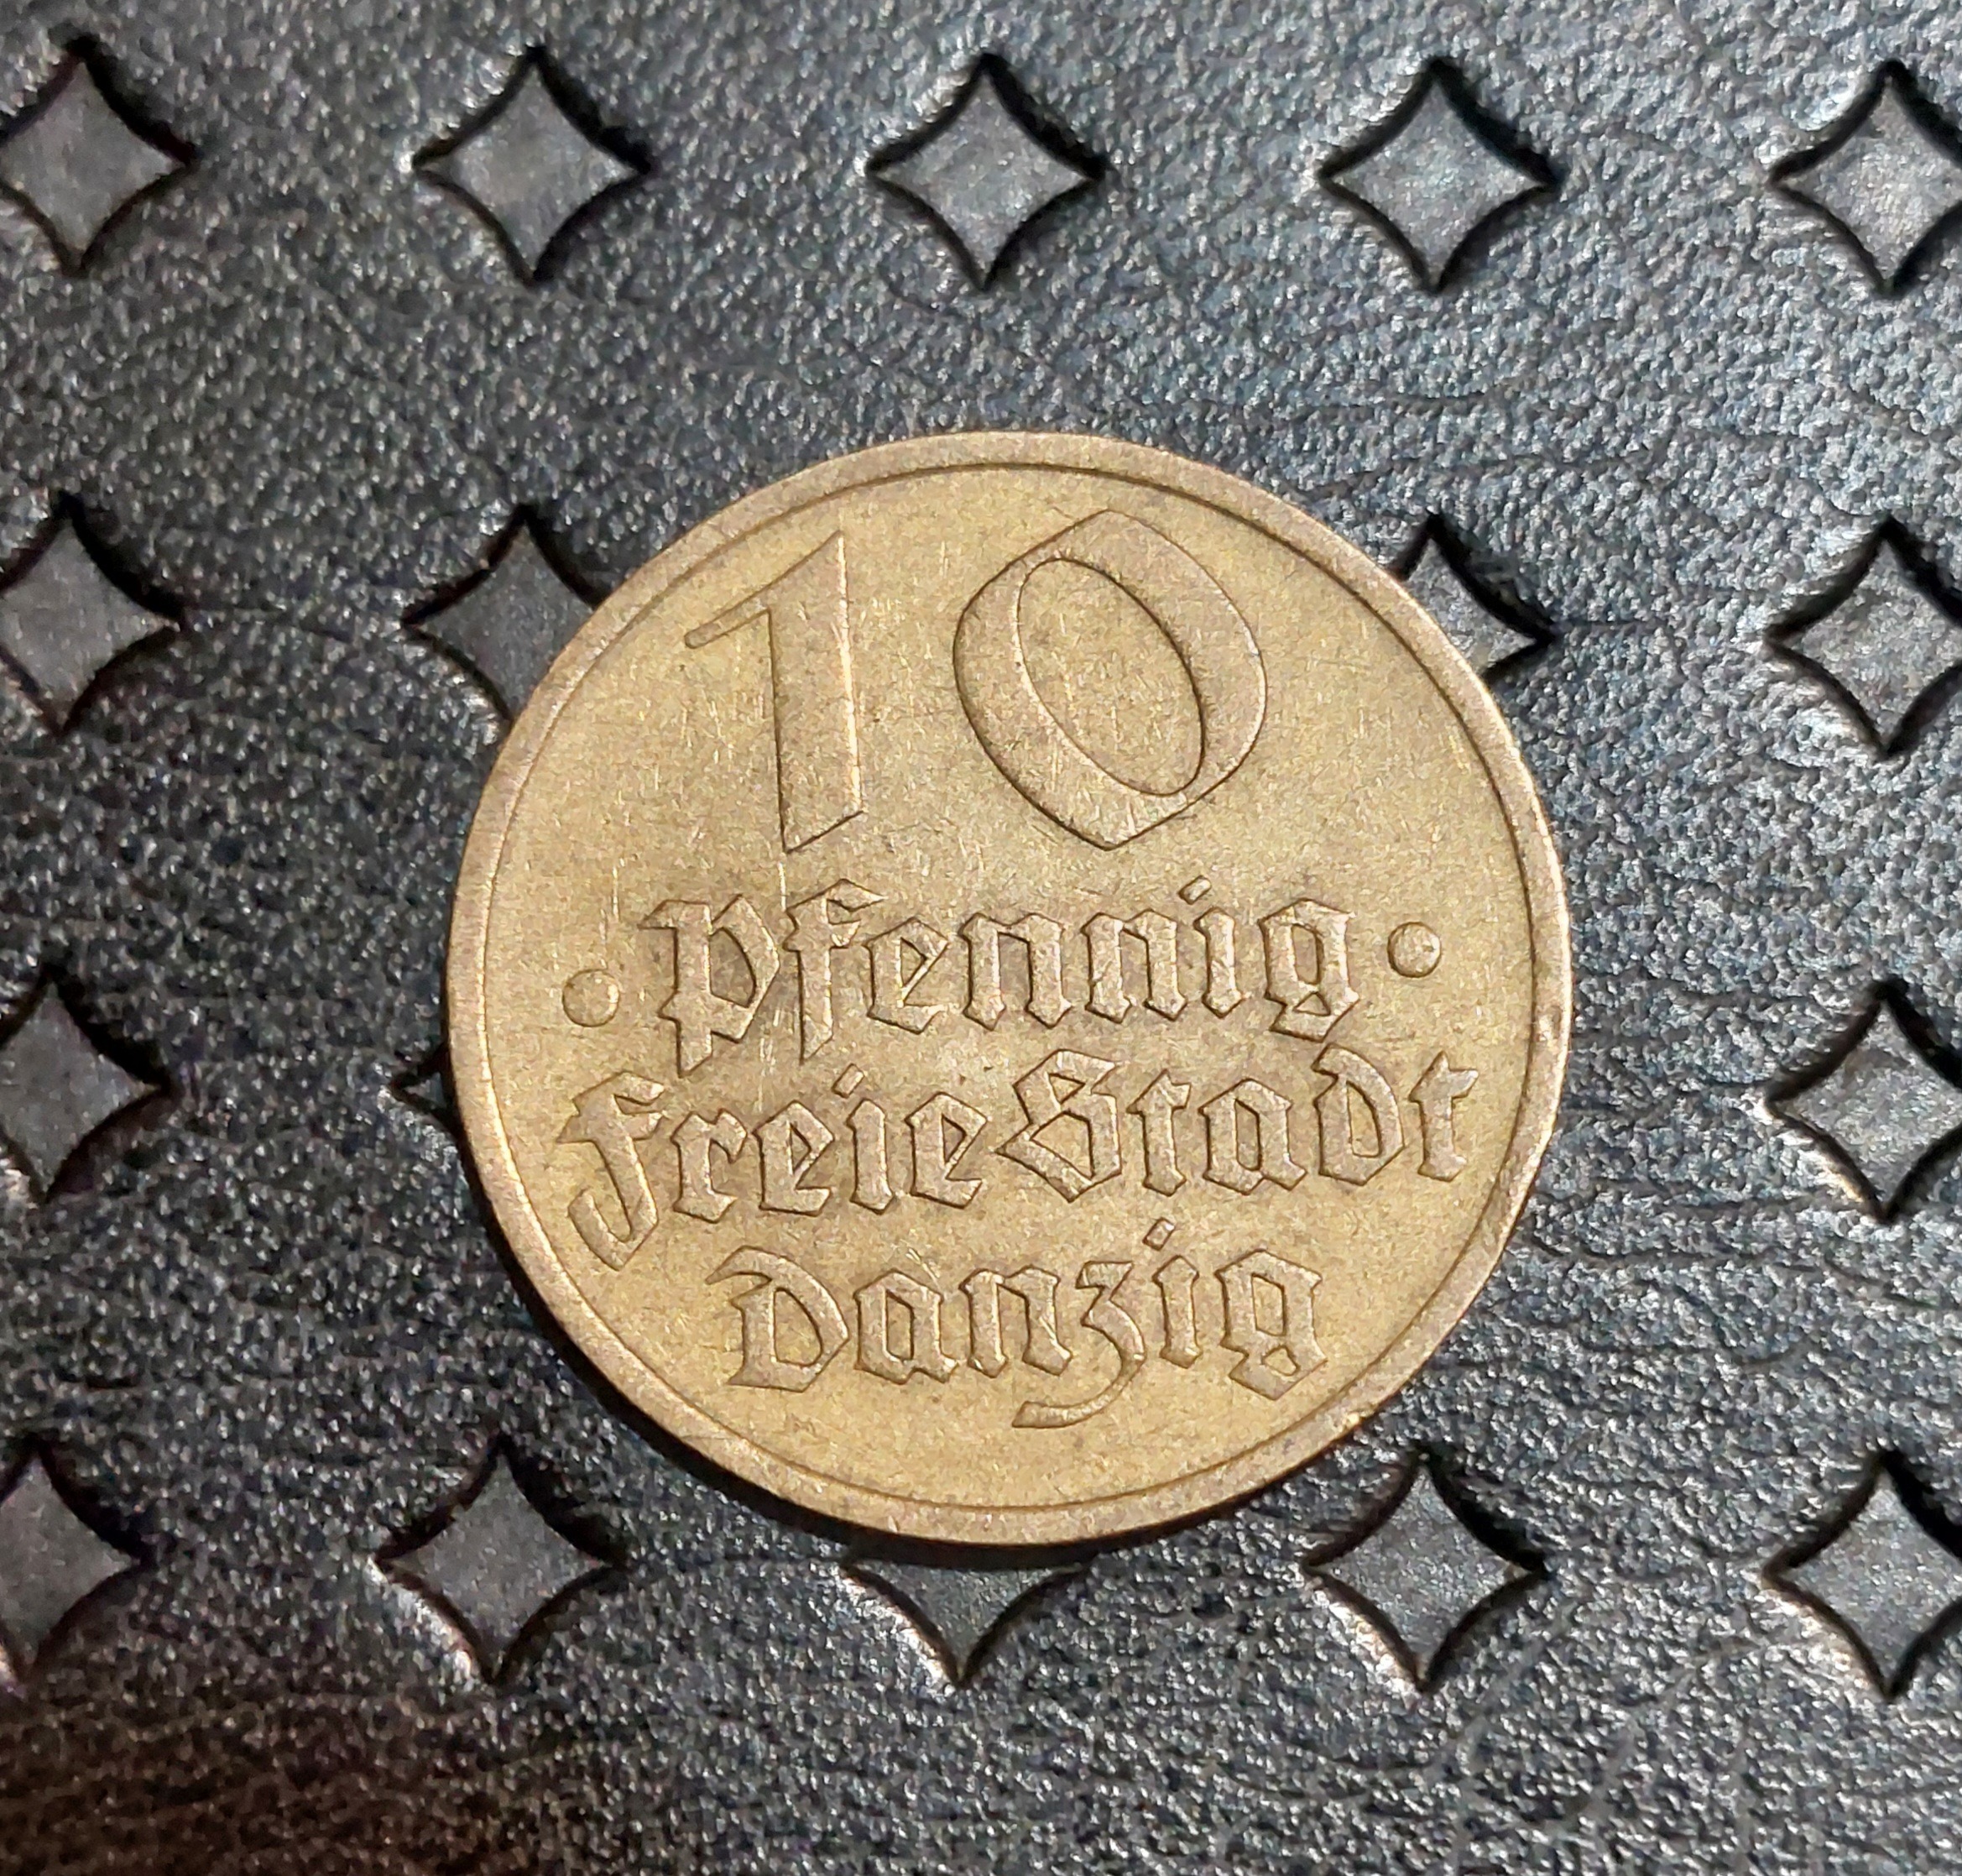 10
• Pfennig •
Freie Stadt
Danzig